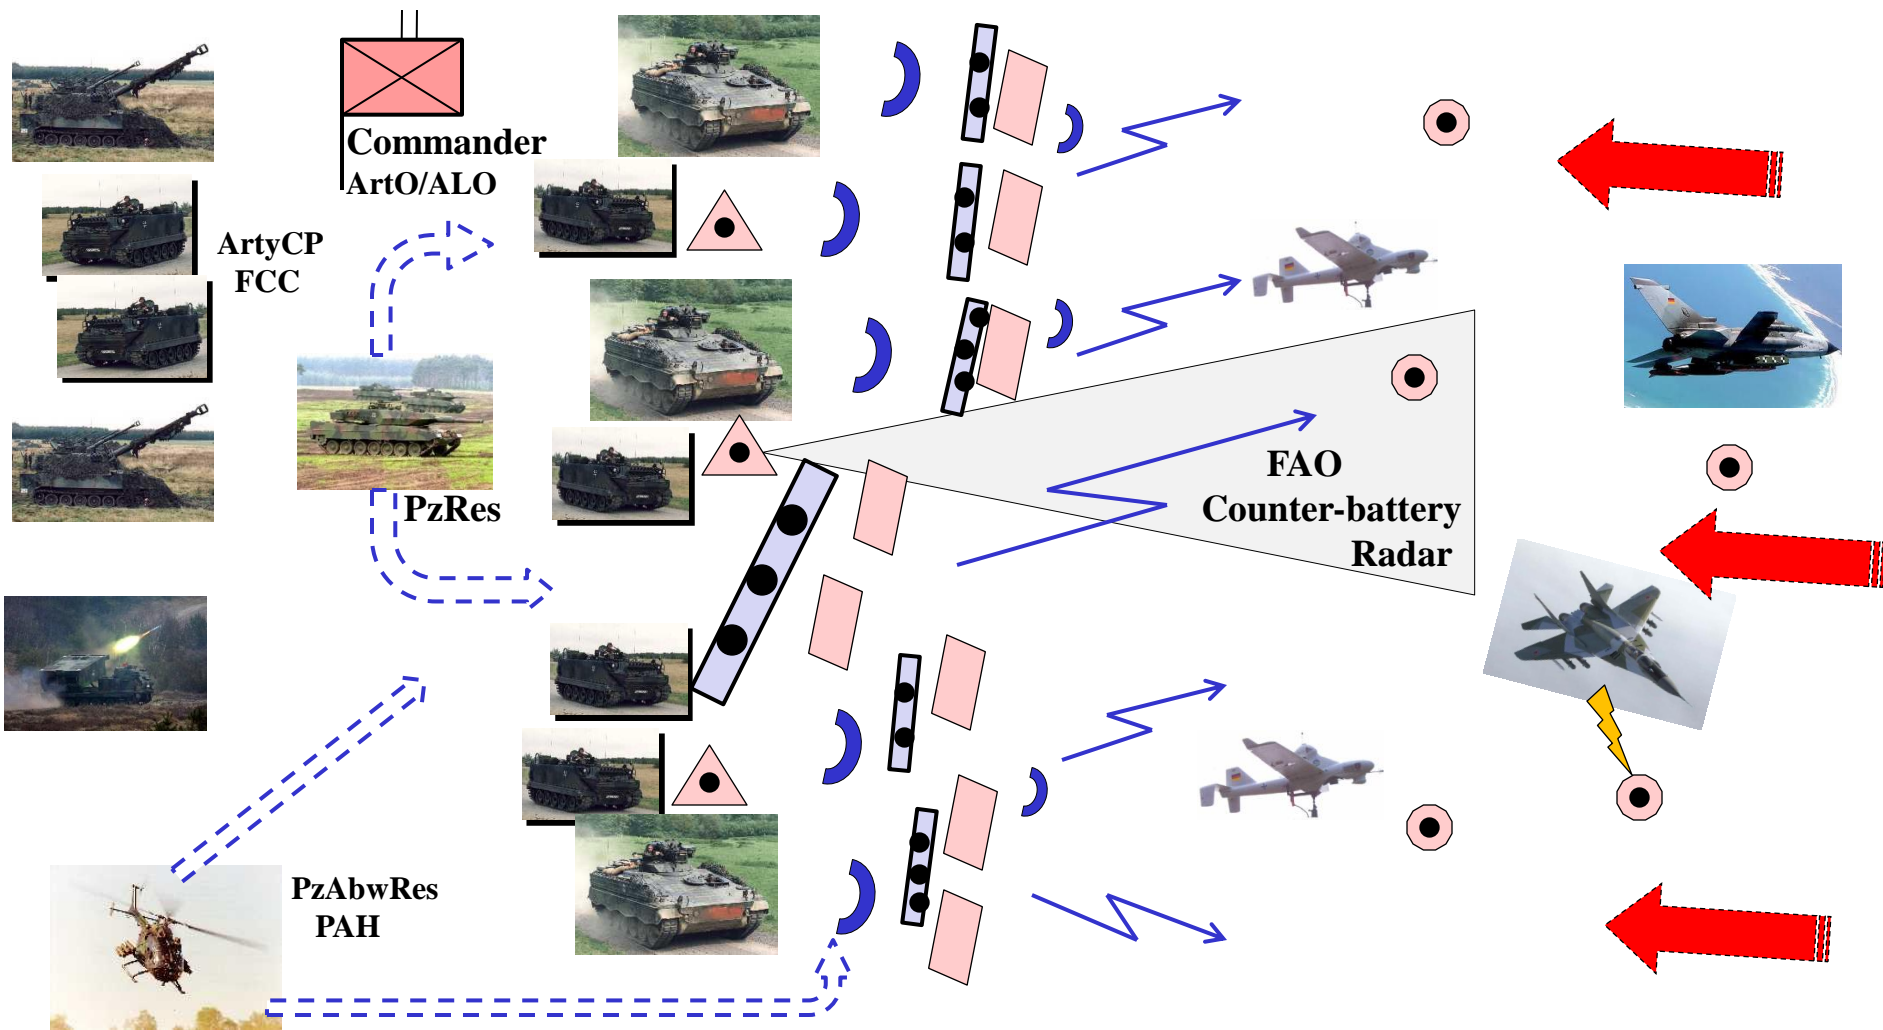 Commander
ArtO/ALO
ArtyCP
FCC
PzRes
FAO
Counter-battery
Radar
PzAbwRes
PAH